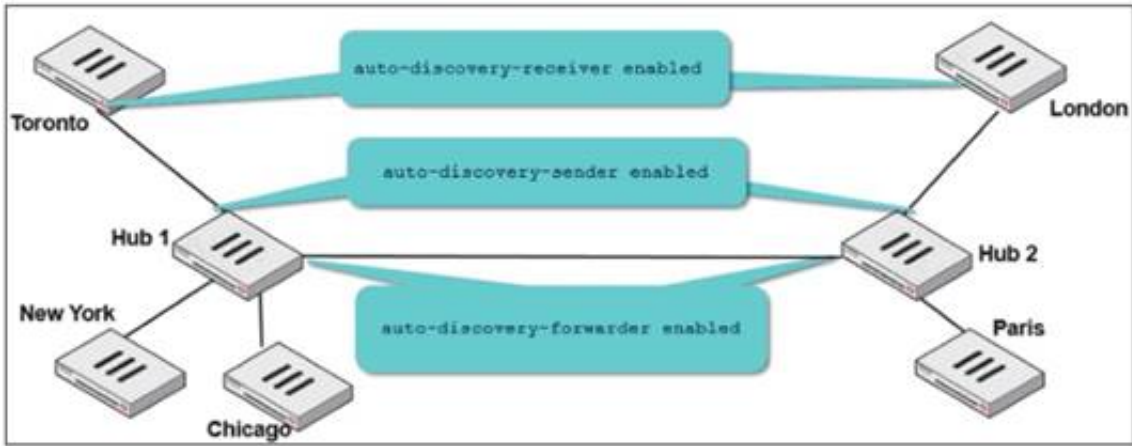 auto-discovery-receiver enabled
Toronto
London
auto-discovery-sender enabled
Hub 1
Hub 2
New York
auto-discovery-forwarder enabled
Paris
Chicago